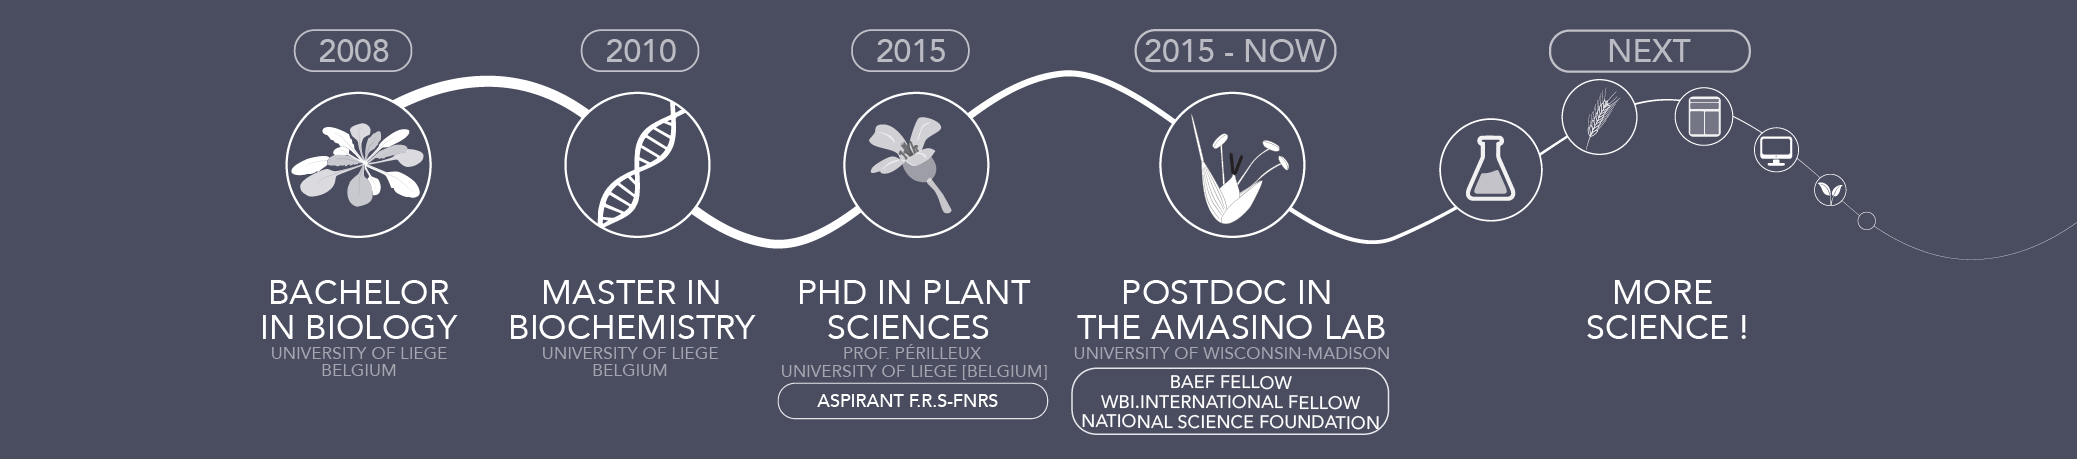 2008
BACHELOR
IN BIOLOGY
UNIVERSITY OF LIEGE
BELGIUM
2010
MASTER IN
BIOCHEMISTRY
UNIVERSITY OF LIEGE
BELGIUM
2015
PHD IN PLANT
SCIENCES
PROF. PÉRILLEUX
UNIVERSITY OF LIEGE [BELGIUM]
ASPIRANT F.R.S-FNRS
2015 - NOW
POSTDOC IN
THE AMASINO LAB
UNIVERSITY OF WISCONSIN-MADISON
BAEF FELLOW
WBI.INTERNATIONAL FELLOW
NATIONAL SCIENCE FOUNDATION
NEXT
MORE
SCIENCE !